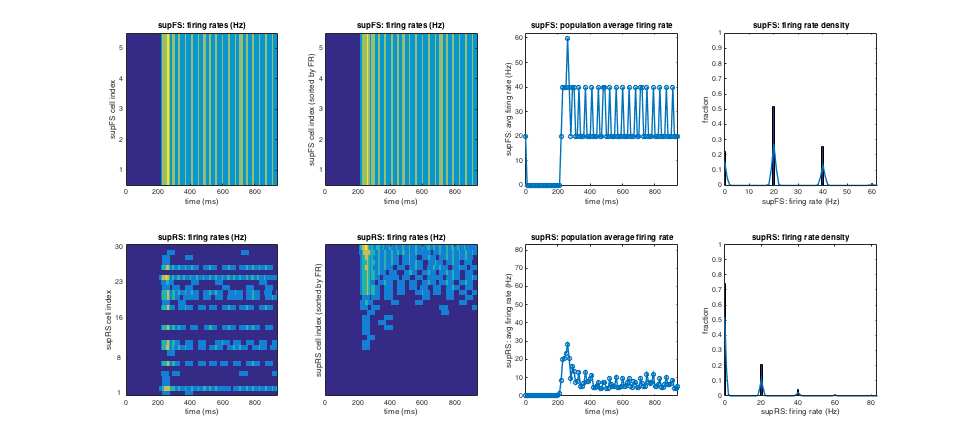 supFS: firing rates (Hz)
supFS: firing rates (Hz)
supFS: population average firing rate
supFS: firing rate density
supFS cell index
5
4
3
2
1
0 200 400 600 800
time (ms)
supFS cell index (sorted by FR)
5
4
3
2
1
0 200 400 600 800
time (ms)
supFS: avg firing rate (Hz)
60
50
40
30
20
10
0
0 200 400 600 800
time (ms)
fraction
1
0.9
0.8
0.7
0.6
0.5
0.4
0.3
0.2
0.1
0
0 10 20 30 40 50 60
supFS: firing rate (Hz)
supRS: firing rates (Hz)
supRS: firing rates (Hz)
supRS: population average firing rate
supRS: firing rate density
supRS cell index
30
23
16
8
1
0 200 400 600 800
time (ms)
supRS cell index (sorted by FR)
0 200 400 600 800
time (ms)
supRS: avg firing rate (Hz)
80
70
60
50
40
30
20
10
0
0 200 400 600 800
time (ms)
fraction
1
0.9
0.8
0.7
0.6
0.5
0.4
0.3
0.2
0.1
0
0 20 40 60 80
supRS: firing rate (Hz)